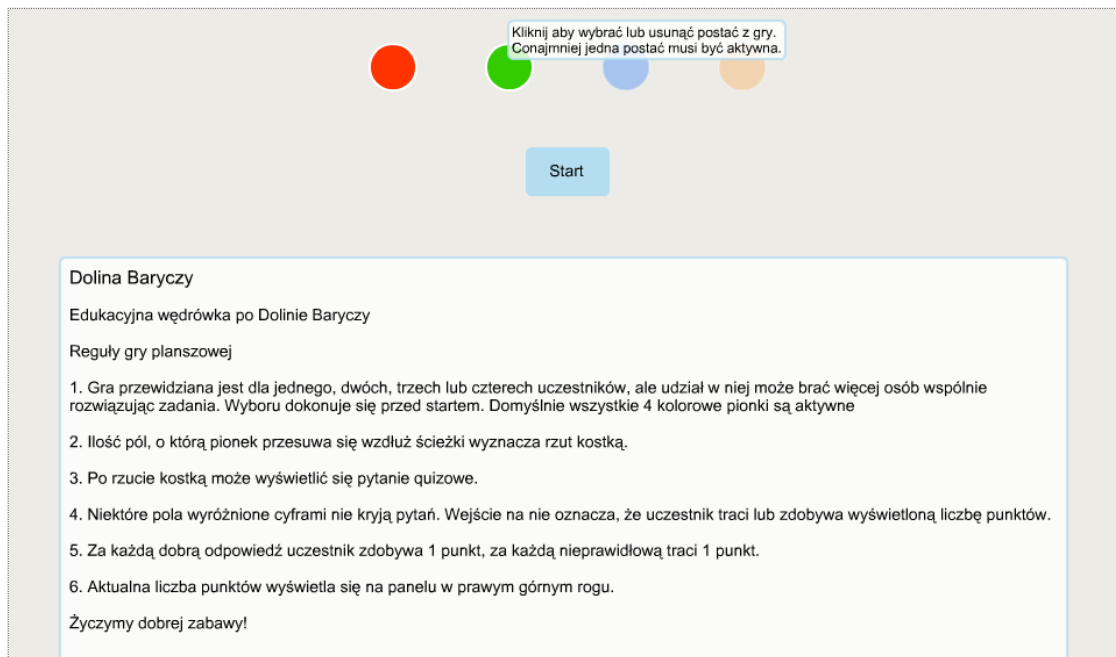 Kliknij aby wybrać lub usunąć postać z gry.
Conajmniej jedna postać musi być aktywna.
Start
Dolina Baryczy
Edukacyjna wędrówka po Dolinie Baryczy
Reguły gry planszowej
1. Gra przewidziana jest dla jednego, dwóch, trzech lub czterech uczestników, ale udział w niej może brać więcej osób wspólnie
rozwiązując zadania. Wyboru dokonuje się przed startem. Domyślnie wszystkie 4 kolorowe pionki są aktywne
2. Ilość pól, o którą pionek przesuwa się wzdłuż ścieżki wyznacza rzut kostką.
3. Po rzucie kostką może wyświetlić się pytanie quizowe.
4. Niektóre pola wyróżnione cyframi nie kryją pytań. Wejście na nie oznacza, że uczestnik traci lub zdobywa wyświetloną liczbę punktów.
5. Za każdą dobrą odpowiedź uczestnik zdobywa 1 punkt, za każdą nieprawidłową traci 1 punkt.
6. Aktualna liczba punktów wyświetla się na panelu w prawym górnym rogu.
Życzymy dobrej zabawy!